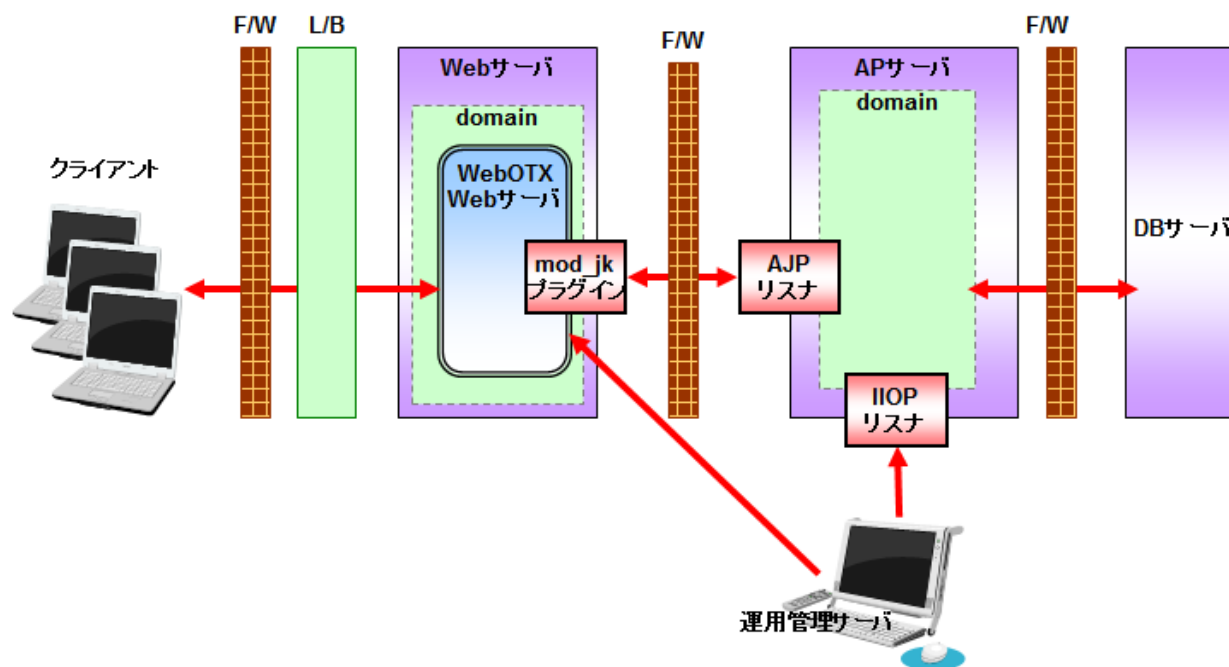 F/W
L/B
F/W
F/W
Webサーバ
APサーバ
domain
domain
クライアント
WebOTX
Webサーバ
DBサーバ
mod_jk
プラグイン
AJP
リスナ
IIOP
リスナ
運用管理サーバ